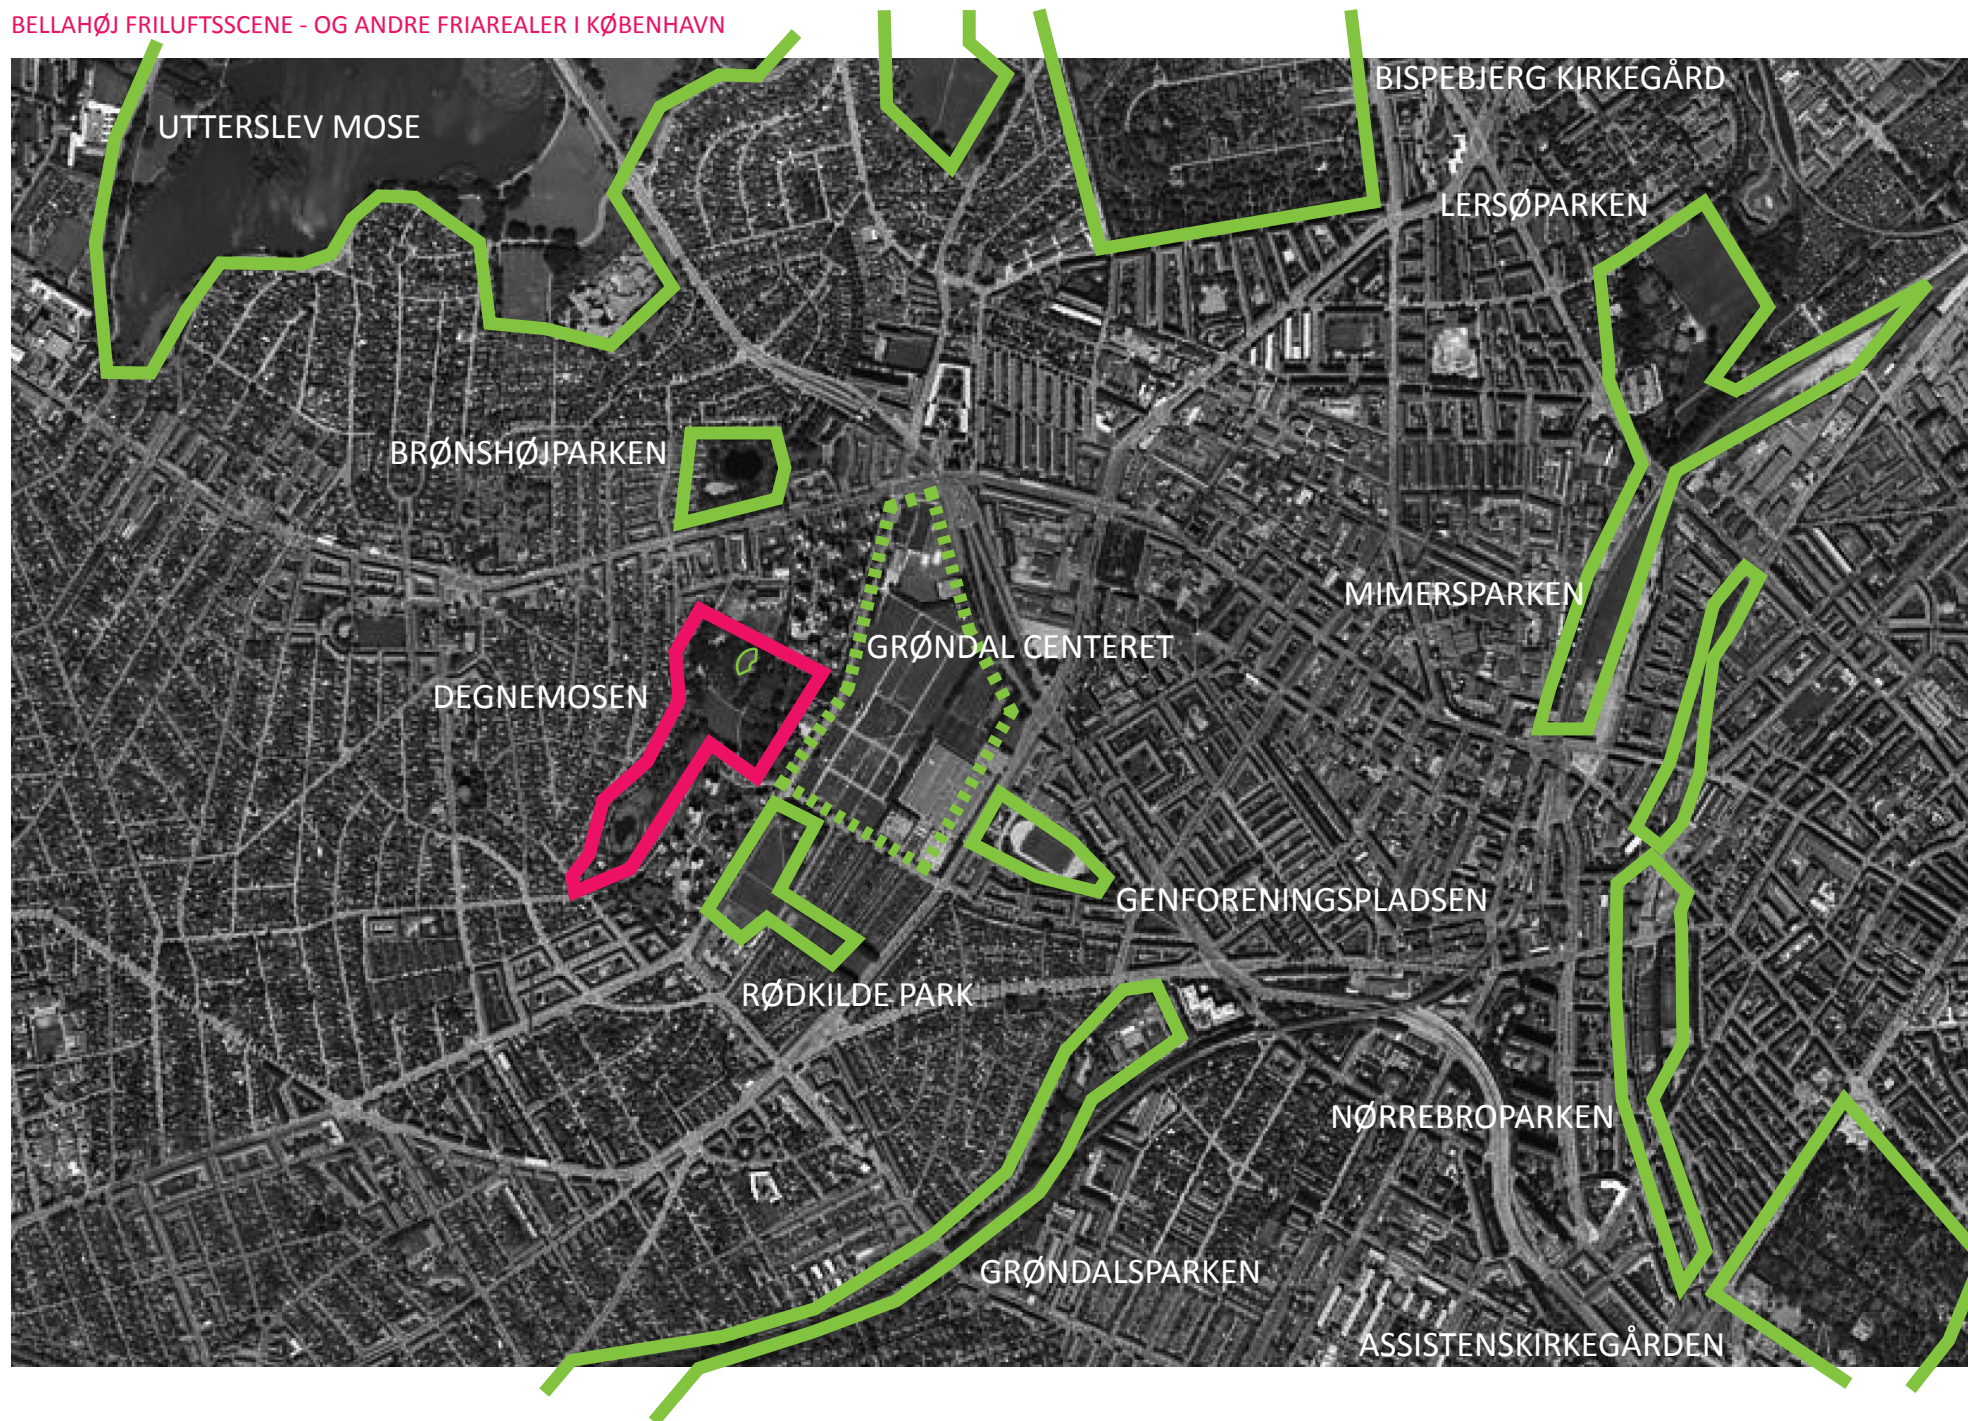 BELLAHØJ FRILUFTSSCENE - OG ANDRE FRIAREALER I KØBENHAVN
BISPEBJERG KIRKEGÅRD
UTTERSLEV MOSE
LERSØPARKEN
BRØNSHØJPARKEN
MIMERSPARKEN
GRØNDAL CENTERET
DEGNEMOSEN
GENFORENINGSPLADSEN
RØDKILDE PARK
NØRREBROPARKEN
GRØNDALSPARKEN
ASSISTENSKIRKEGÅRDEN